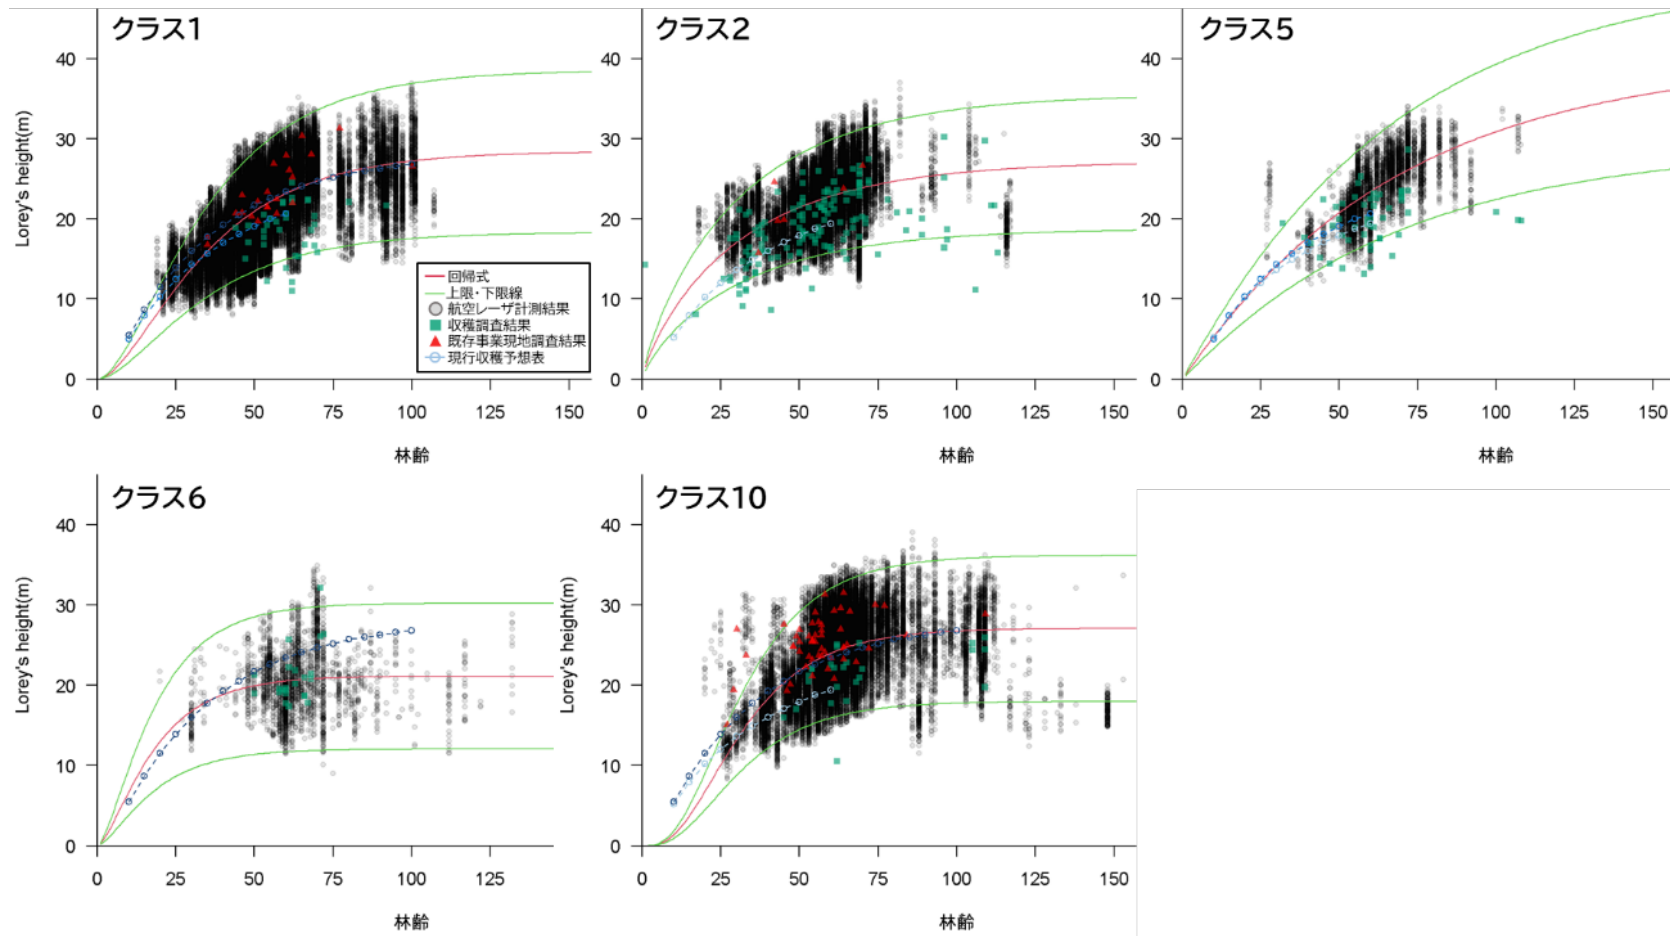 クラス1
40
30
20
10
0
Lorey's height(m)
回帰式
上限・下限線
航空レーザ計測結果
収穫調査結果
既存事業現地調査結果
現行収穫予想表
0 25 50 75 100 125 150
林齢
クラス2
40
30
20
10
0
0 25 50 75 100 125 150
林齢
クラス5
40
30
20
10
0
0 25 50 75 100 125 150
林齢
クラス6
40
30
20
10
0
Lorey's height(m)
0 25 50 75 100 125
林齢
クラス10
40
30
20
10
0
Lorey's height(m)
0 25 50 75 100 125 150
林齢